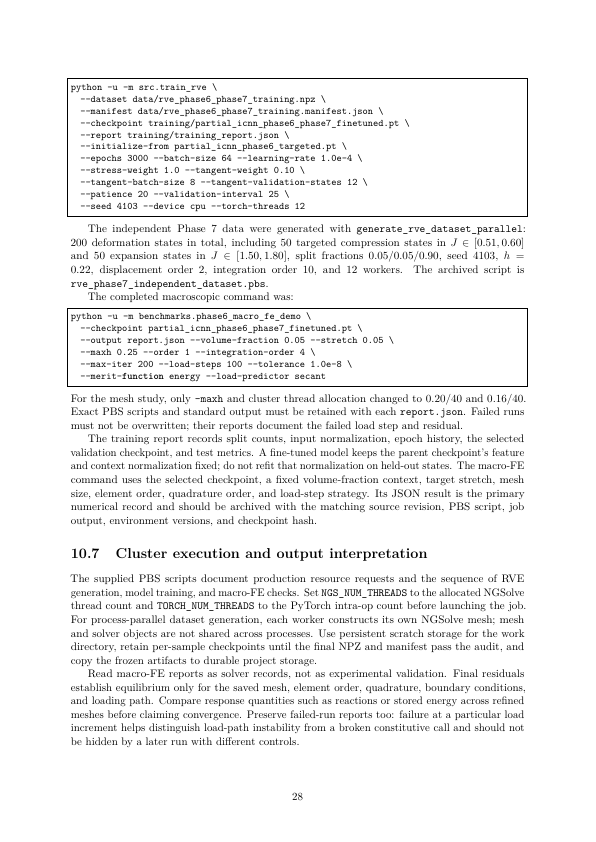 python -u -m src.train_rve \
--dataset data/rve_phase6_phase7_training.npz \
--manifest data/rve_phase6_phase7_training.manifest.json \
--checkpoint training/partial_icnn_phase6_phase7_finetuned.pt \
--report training/training_report.json \
--initialize-from partial_icnn_phase6_targeted.pt \
--epochs 3000 --batch-size 64 --learning-rate 1.0e-4 \
--stress-weight 1.0 --tangent-weight 0.10 \
--tangent-batch-size 8 --tangent-validation-states 12 \
--patience 20 --validation-interval 25 \
--seed 4103 --device cpu --torch-threads 12
The independent Phase 7 data were generated with generate_rve_dataset_parallel:
200 deformation states in total, including 50 targeted compression states in J ∈ [0.51, 0.60]
and 50 expansion states in J ∈ [1.50, 1.80], split fractions 0.05/0.05/0.90, seed 4103, h =
0.22, displacement order 2, integration order 10, and 12 workers. The archived script is
rve_phase7_independent_dataset.pbs.
The completed macroscopic command was:
python -u -m benchmarks.phase6_macro_fe_demo \
--checkpoint partial_icnn_phase6_phase7_finetuned.pt \
--output report.json --volume-fraction 0.05 --stretch 0.05 \
--maxh 0.25 --order 1 --integration-order 4 \
--max-iter 200 --load-steps 100 --tolerance 1.0e-8 \
--merit-function energy --load-predictor secant
For the mesh study, only -maxh and cluster thread allocation changed to 0.20/40 and 0.16/40.
Exact PBS scripts and standard output must be retained with each report.json. Failed runs
must not be overwritten; their reports document the failed load step and residual.
The training report records split counts, input normalization, epoch history, the selected
validation checkpoint, and test metrics. A fine-tuned model keeps the parent checkpoint's feature
and context normalization fixed; do not refit that normalization on held-out states. The macro-FE
command uses the selected checkpoint, a fixed volume-fraction context, target stretch, mesh
size, element order, quadrature order, and load-step strategy. Its JSON result is the primary
numerical record and should be archived with the matching source revision, PBS script, job
output, environment versions, and checkpoint hash.
10.7 Cluster execution and output interpretation
The supplied PBS scripts document production resource requests and the sequence of RVE
generation, model training, and macro-FE checks. Set NGS_NUM_THREADS to the allocated NGSolve
thread count and TORCH_NUM_THREADS to the PyTorch intra-op count before launching the job.
For process-parallel dataset generation, each worker constructs its own NGSolve mesh; mesh
and solver objects are not shared across processes. Use persistent scratch storage for the work
directory, retain per-sample checkpoints until the final NPZ and manifest pass the audit, and
copy the frozen artifacts to durable project storage.
Read macro-FE reports as solver records, not as experimental validation. Final residuals
establish equilibrium only for the saved mesh, element order, quadrature, boundary conditions,
and loading path. Compare response quantities such as reactions or stored energy across refined
meshes before claiming convergence. Preserve failed-run reports too: failure at a particular load
increment helps distinguish load-path instability from a broken constitutive call and should not
be hidden by a later run with different controls.
28